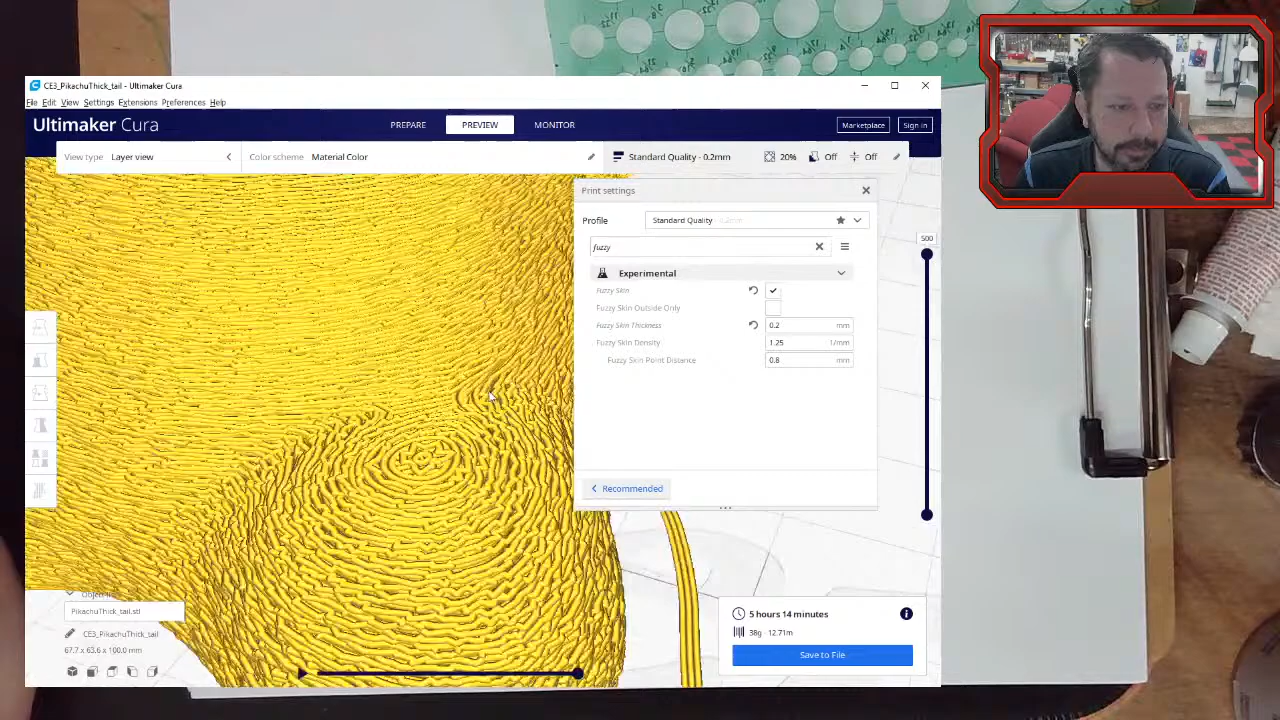 CE3_PikachuThick_tail - Ultimaker Cura
File Edit View Settings Extensions Preferences Help
Ultimaker Cura
PREPARE
PREVIEW
MONITOR
Marketplace
Sign in
View type Layer view
Color scheme Material Color
Standard Quality - 0.2mm
20%
Off
Off
Print settings
Profile
Standard Quality - 0.2mm
fuzzy
Experimental
Fuzzy Skin
Fuzzy Skin Outside Only
Fuzzy Skin Thickness 0.2 mm
Fuzzy Skin Density 1.25 1/mm
Fuzzy Skin Point Distance 0.8 mm
Recommended
500
PikachuThick_tail.stl
CE3_PikachuThick_tail
67.7 x 63.6 x 100.0 mm
5 hours 14 minutes
38g · 12.71m
Save to File